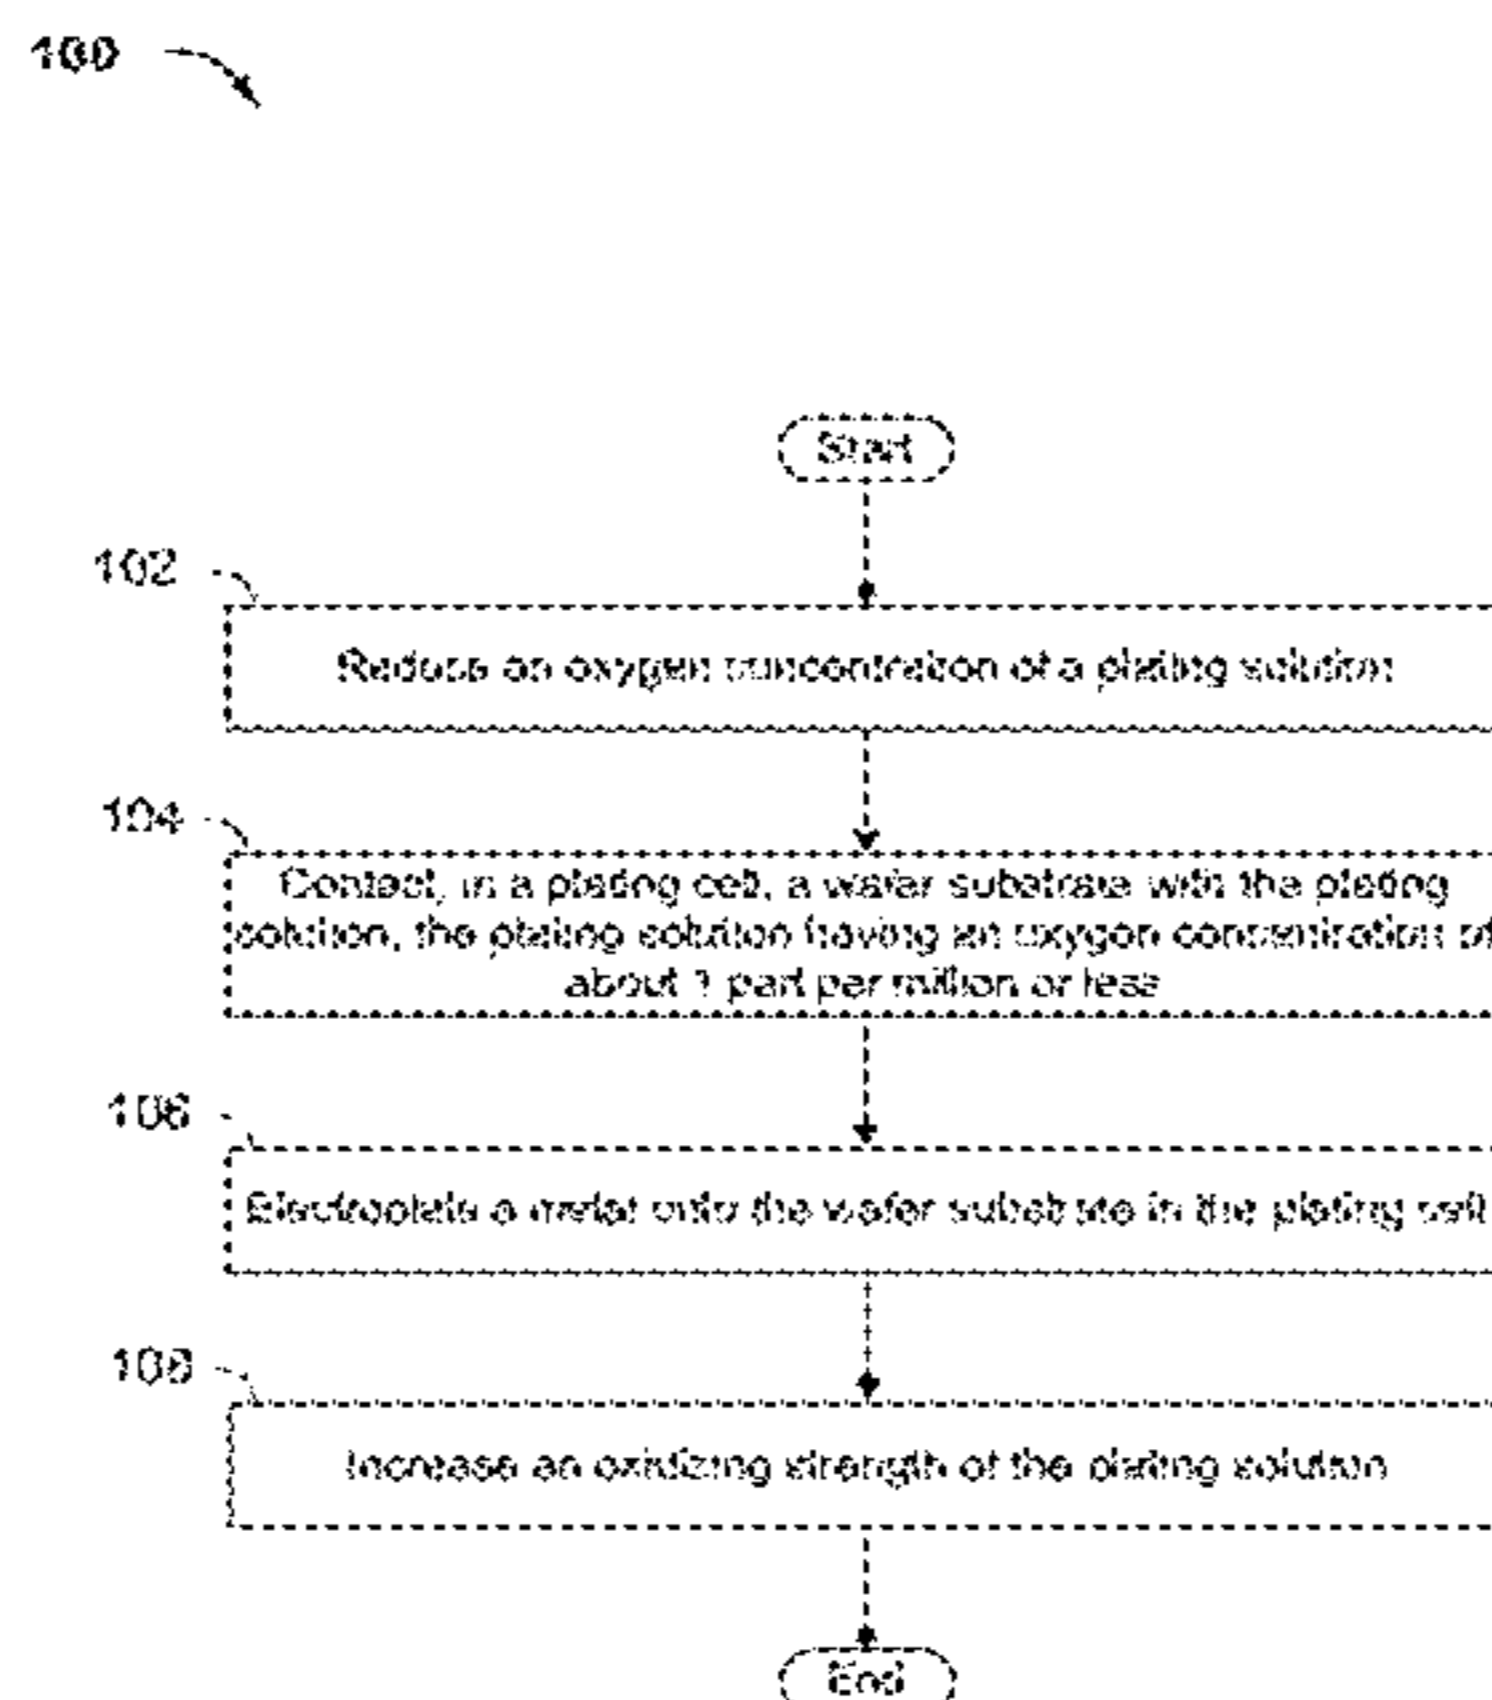 100
Start
102
Reduce an oxygen concentration of a plating solution
104
Contact, in a plating cell, a wafer substrate with the plating
solution, the plating solution having an oxygen concentration of
about 1 part per million or less
106
Electroplate a metal onto the wafer substrate in the plating cell
108
Increase an oxidizing strength of the plating solution
End